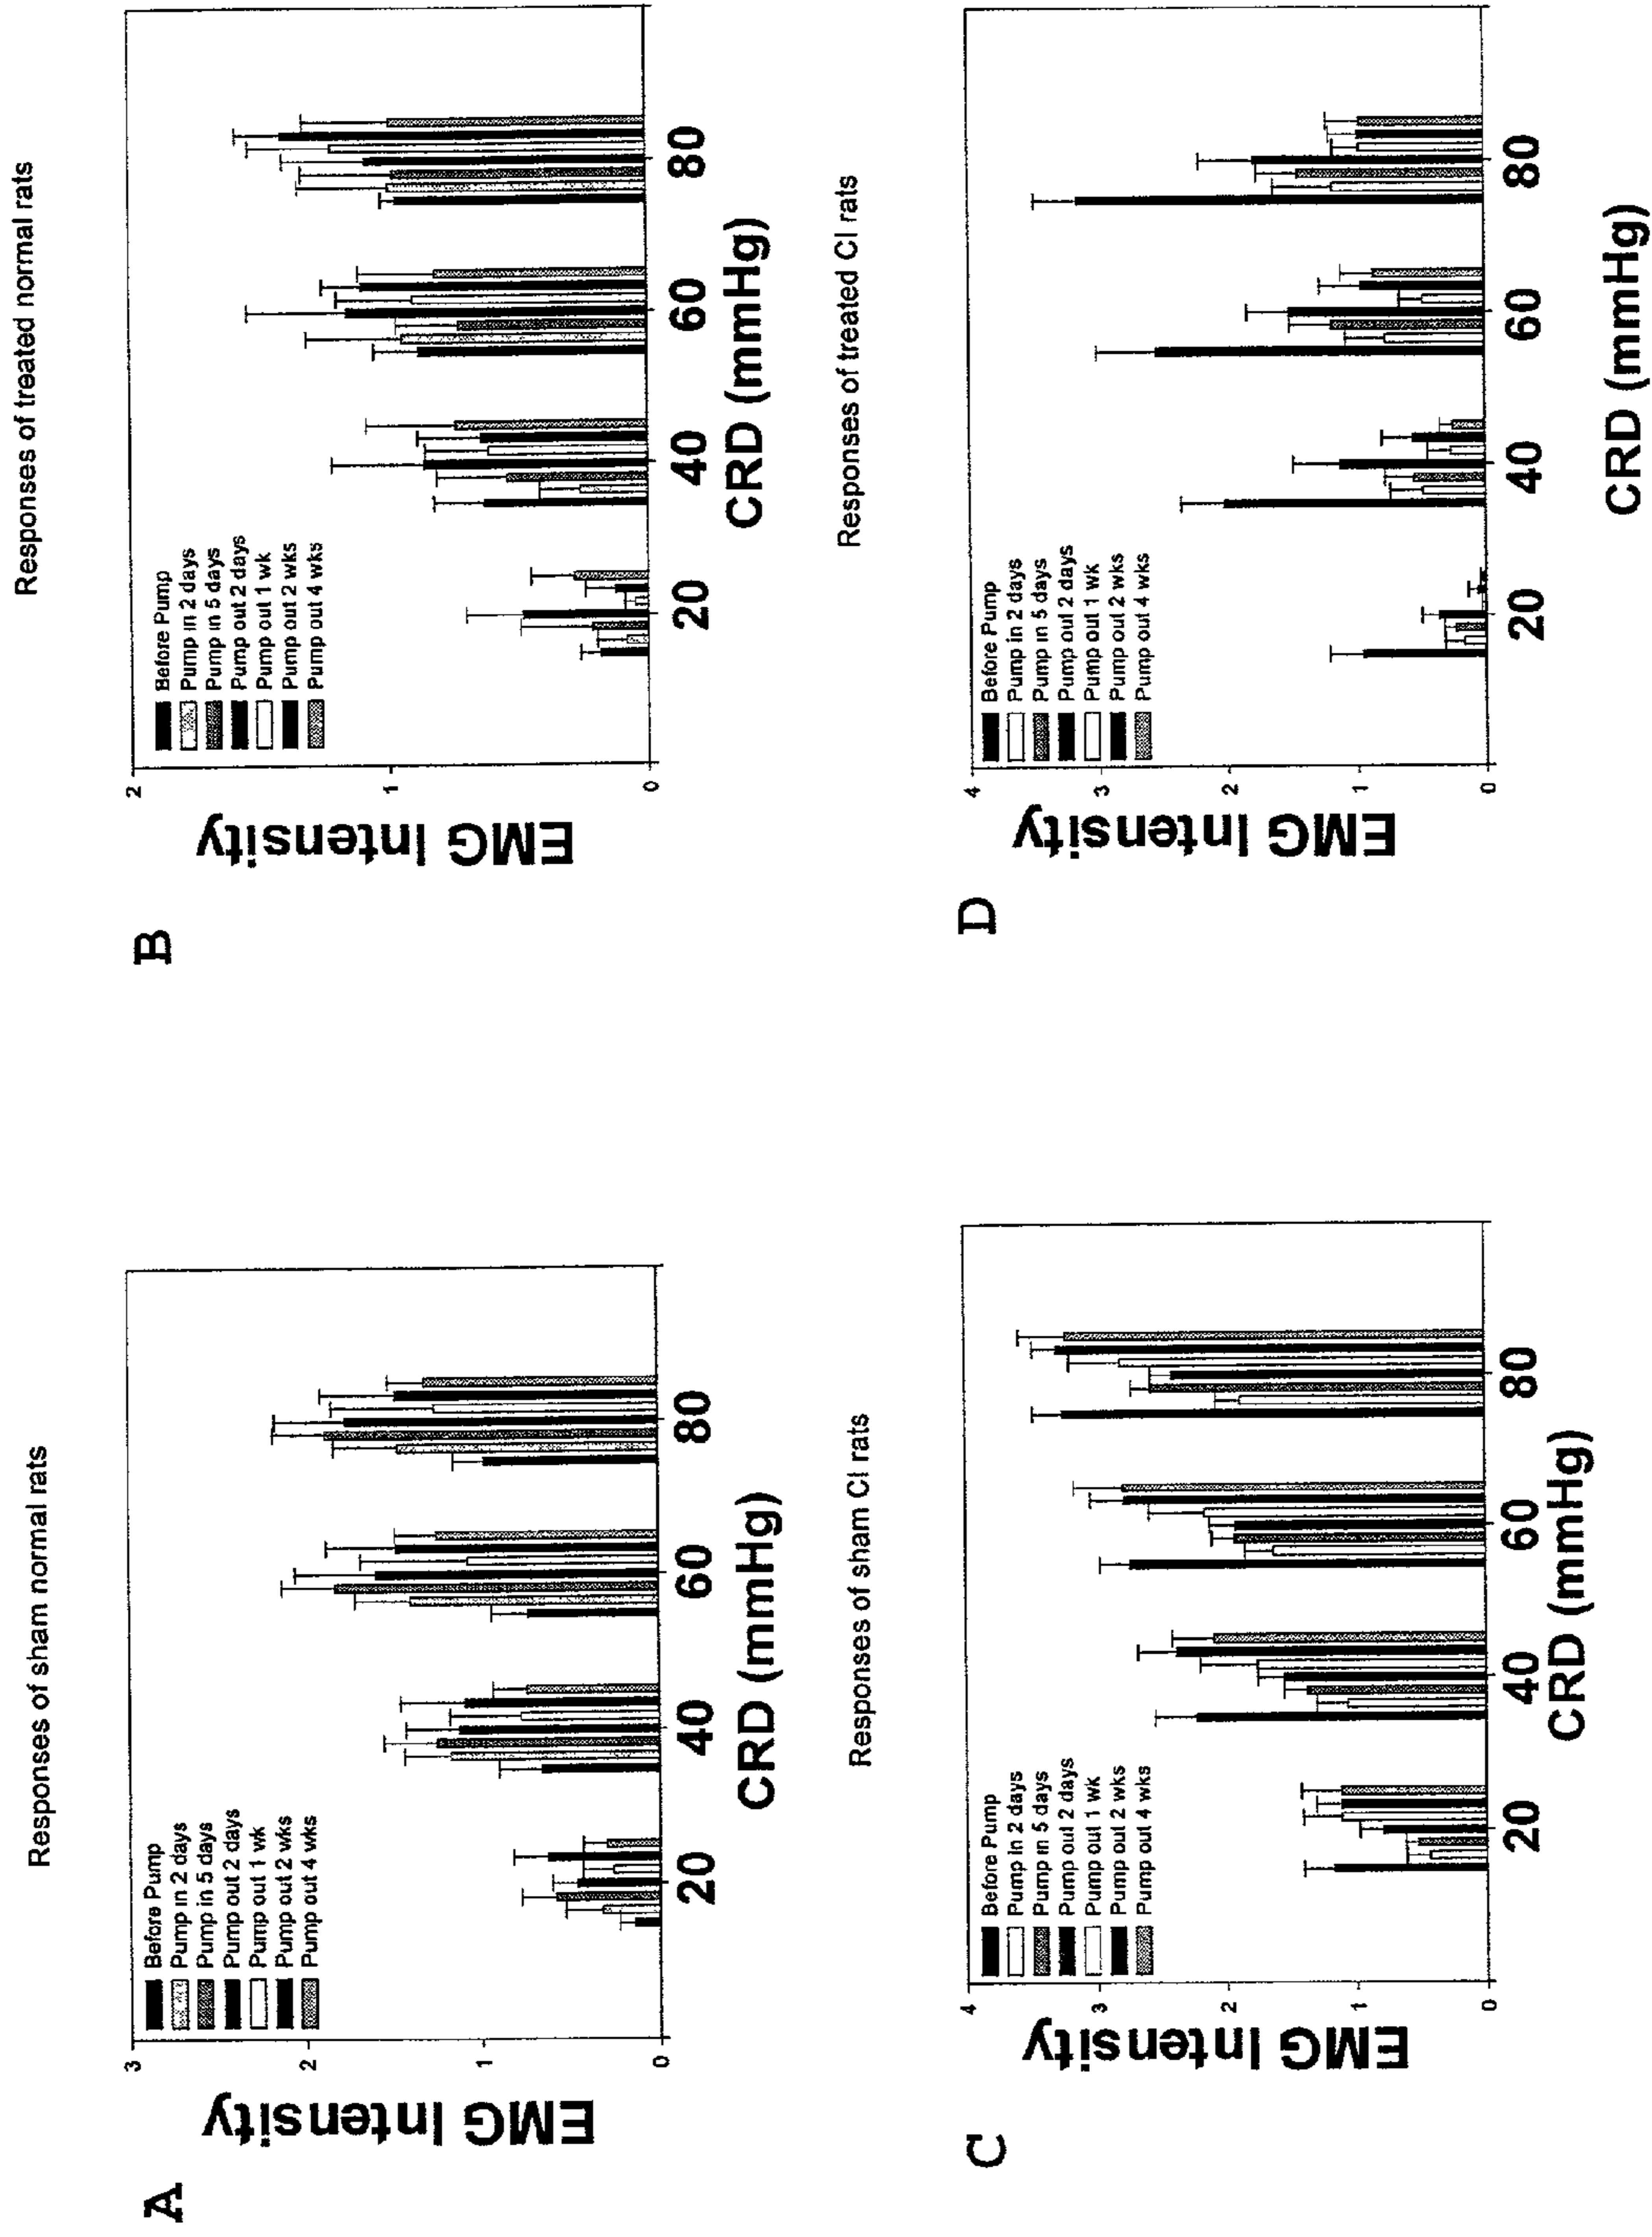 A
Responses of sham normal rats
EMG Intensity
3
2
1
0
Before Pump
Pump in 2 days
Pump in 5 days
Pump out 2 days
Pump out 1 wk
Pump out 2 wks
Pump out 4 wks
20
40
60
80
CRD (mmHg)
B
Responses of treated normal rats
EMG Intensity
2
1
0
Before Pump
Pump in 2 days
Pump in 5 days
Pump out 2 days
Pump out 1 wk
Pump out 2 wks
Pump out 4 wks
20
40
60
80
CRD (mmHg)
C
Responses of sham CI rats
EMG Intensity
4
3
2
1
0
Before Pump
Pump in 2 days
Pump in 5 days
Pump out 2 days
Pump out 1 wk
Pump out 2 wks
Pump out 4 wks
20
40
60
80
CRD (mmHg)
D
Responses of treated CI rats
EMG Intensity
4
3
2
1
0
Before Pump
Pump in 2 days
Pump in 5 days
Pump out 2 days
Pump out 1 wk
Pump out 2 wks
Pump out 4 wks
20
40
60
80
CRD (mmHg)